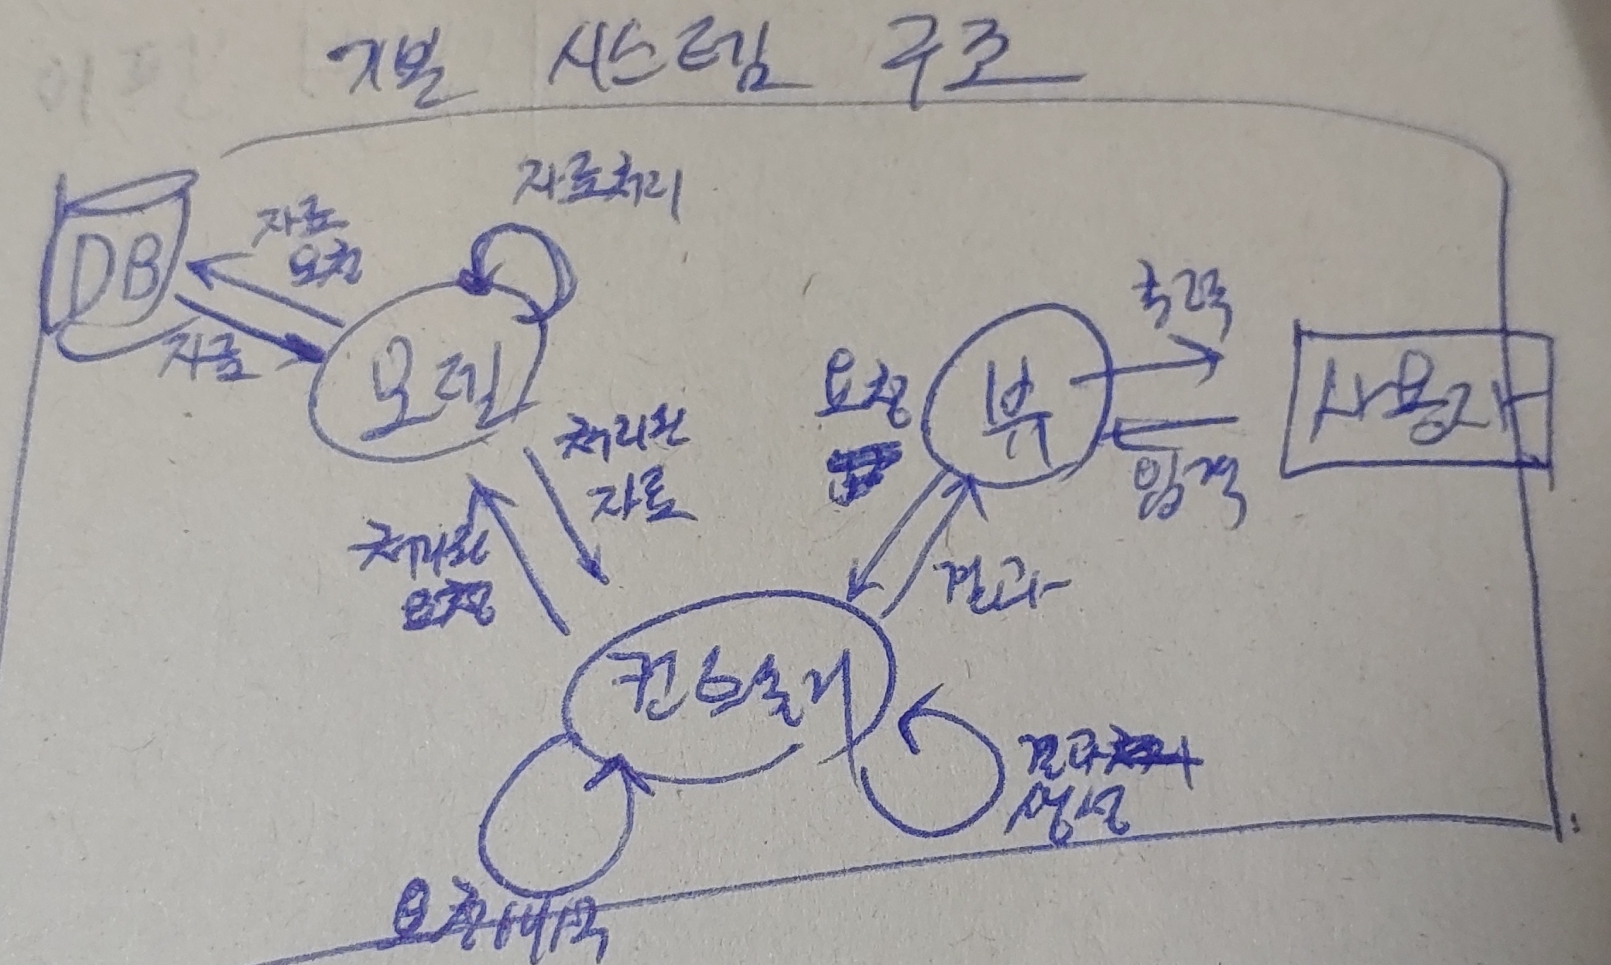 기본 시스템 구조
자료처리
DB
자료
요청
자료
모델
처리된
자료
처리된
요청
요청
뷰
출력
입력
사용자
결과
컨트롤러
결과
생성
요청해석